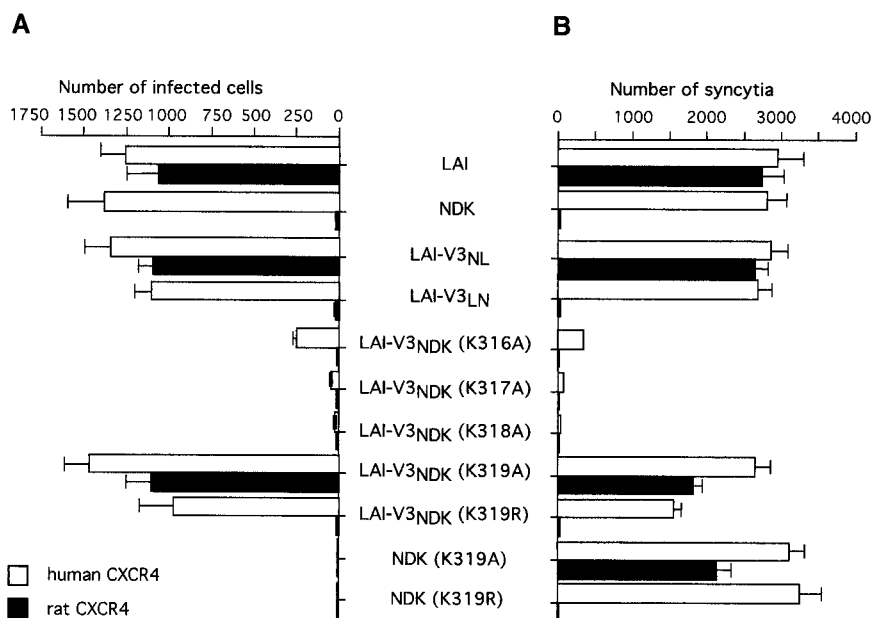 A
B
Number of infected cells
1750 1500 1250 1000 750 500 250 0
Number of syncytia
0 1000 2000 3000 4000
LAI
NDK
LAI-V3NL
LAI-V3LN
LAI-V3NDK (K316A)
LAI-V3NDK (K317A)
LAI-V3NDK (K318A)
LAI-V3NDK (K319A)
LAI-V3NDK (K319R)
NDK (K319A)
NDK (K319R)
human CXCR4
rat CXCR4